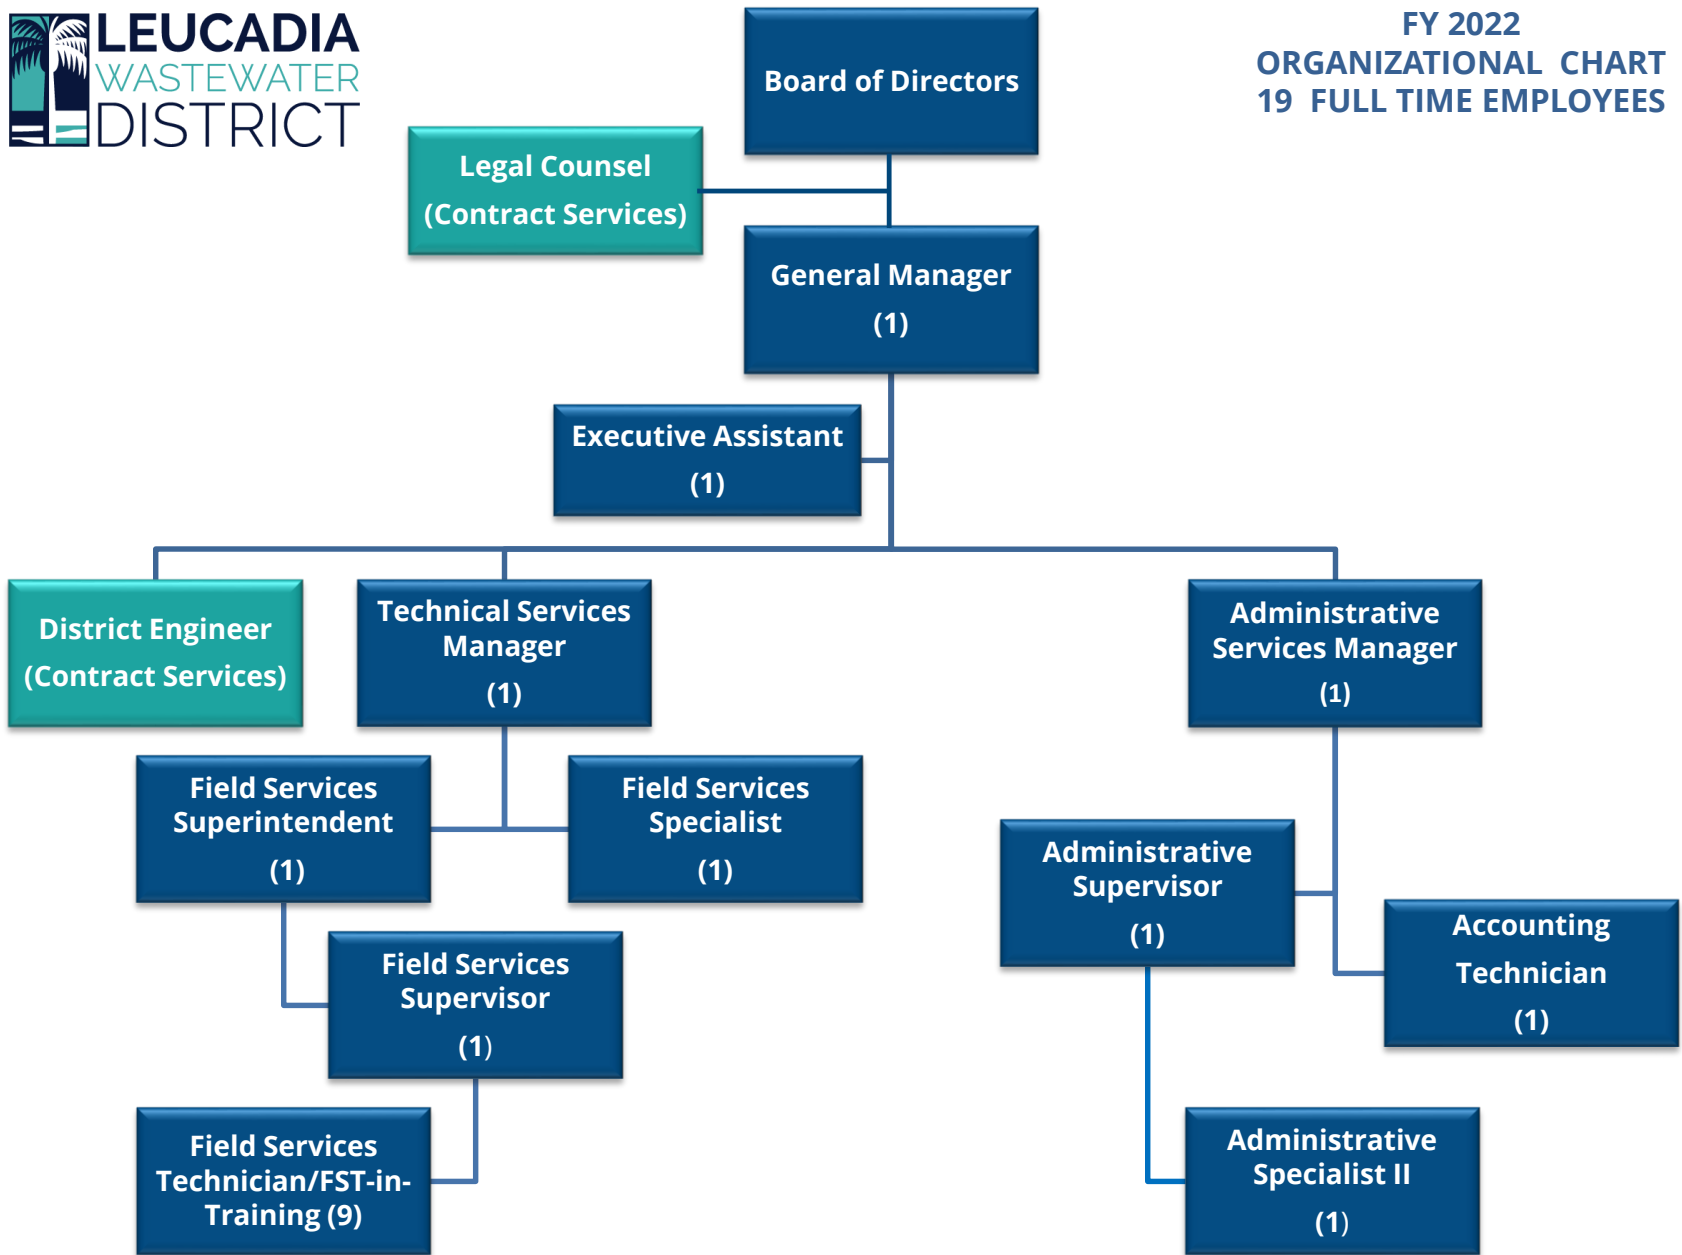 LEUCADIA
WASTEWATER
DISTRICT
FY 2022
ORGANIZATIONAL CHART
19 FULL TIME EMPLOYEES
Board of Directors
Legal Counsel
(Contract Services)
General Manager
(1)
Executive Assistant
(1)
District Engineer
(Contract Services)
Technical Services
Manager
(1)
Administrative
Services Manager
(1)
Field Services
Superintendent
(1)
Field Services
Specialist
(1)
Administrative
Supervisor
(1)
Accounting
Technician
(1)
Field Services
Supervisor
(1)
Field Services
Technician/FST-in-
Training (9)
Administrative
Specialist II
(1)